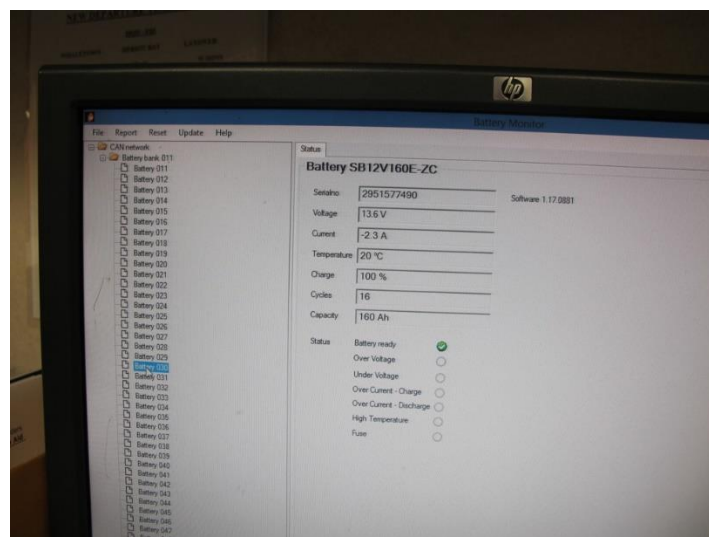 NEW DEPARTURE
hp
Battery Monitor
File Report Reset Update Help
CAN network
Battery bank 011
Battery 011
Battery 012
Battery 013
Battery 014
Battery 015
Battery 016
Battery 017
Battery 018
Battery 019
Battery 020
Battery 021
Battery 022
Battery 023
Battery 024
Battery 025
Battery 026
Battery 027
Battery 028
Battery 029
Battery 030
Battery 031
Battery 032
Battery 033
Battery 034
Battery 035
Battery 036
Battery 037
Battery 038
Battery 039
Battery 040
Battery 041
Battery 042
Battery 043
Battery 044
Battery 045
Battery 046
Battery 047
Status
Battery SB12V160E-ZC
Serialno 2951577490 Software 1.17.0881
Voltage 13.6 V
Current -2.3 A
Temperature 20 °C
Charge 100 %
Cycles 16
Capacity 160 Ah
Status Battery ready
Over Voltage
Under Voltage
Over Current - Charge
Over Current - Discharge
High Temperature
Fuse